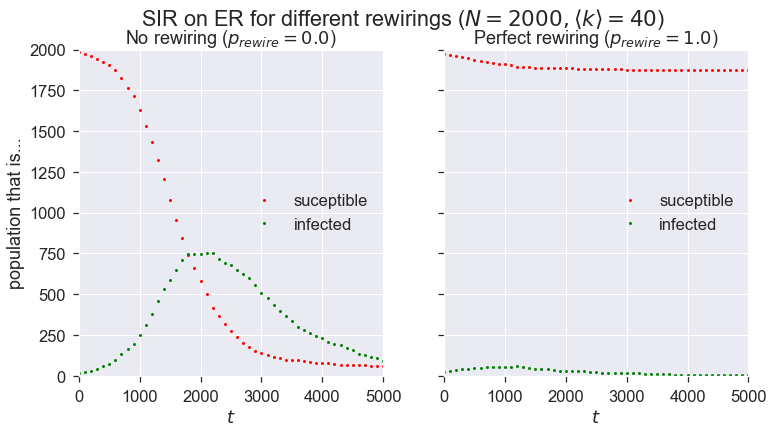 SIR on ER for different rewirings (N = 2000, ⟨k⟩ = 40)
No rewiring (p_rewire = 0.0)
Perfect rewiring (p_rewire = 1.0)
population that is...
2000
1750
1500
1250
1000
750
500
250
0
suceptible
infected
0 1000 2000 3000 4000 5000
t
suceptible
infected
0 1000 2000 3000 4000 5000
t